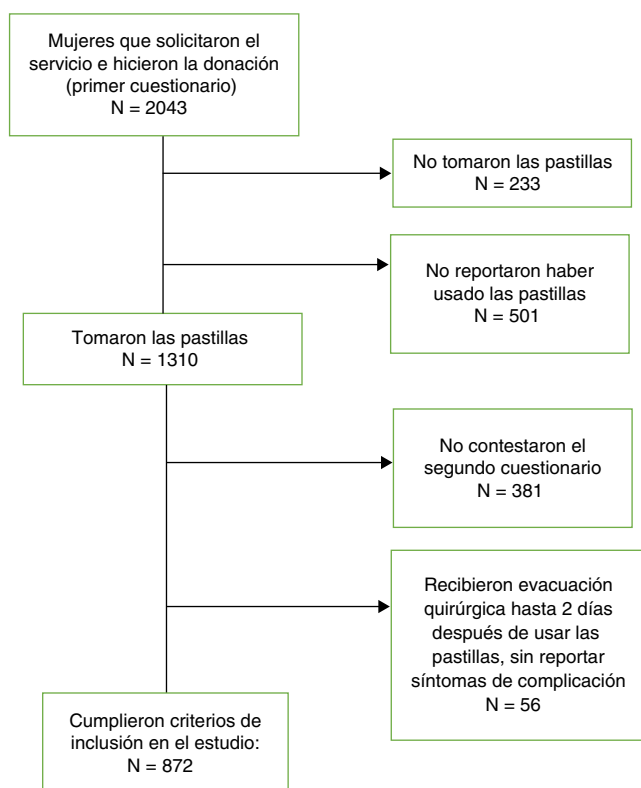 Mujeres que solicitaron el
servicio e hicieron la donación
(primer cuestionario)
N = 2043
No tomaron las pastillas
N = 233
No reportaron haber
usado las pastillas
N = 501
Tomaron las pastillas
N = 1310
No contestaron el
segundo cuestionario
N = 381
Recibieron evacuación
quirúrgica hasta 2 días
después de usar las
pastillas, sin reportar
síntomas de complicación
N = 56
Cumplieron criterios de
inclusión en el estudio:
N = 872